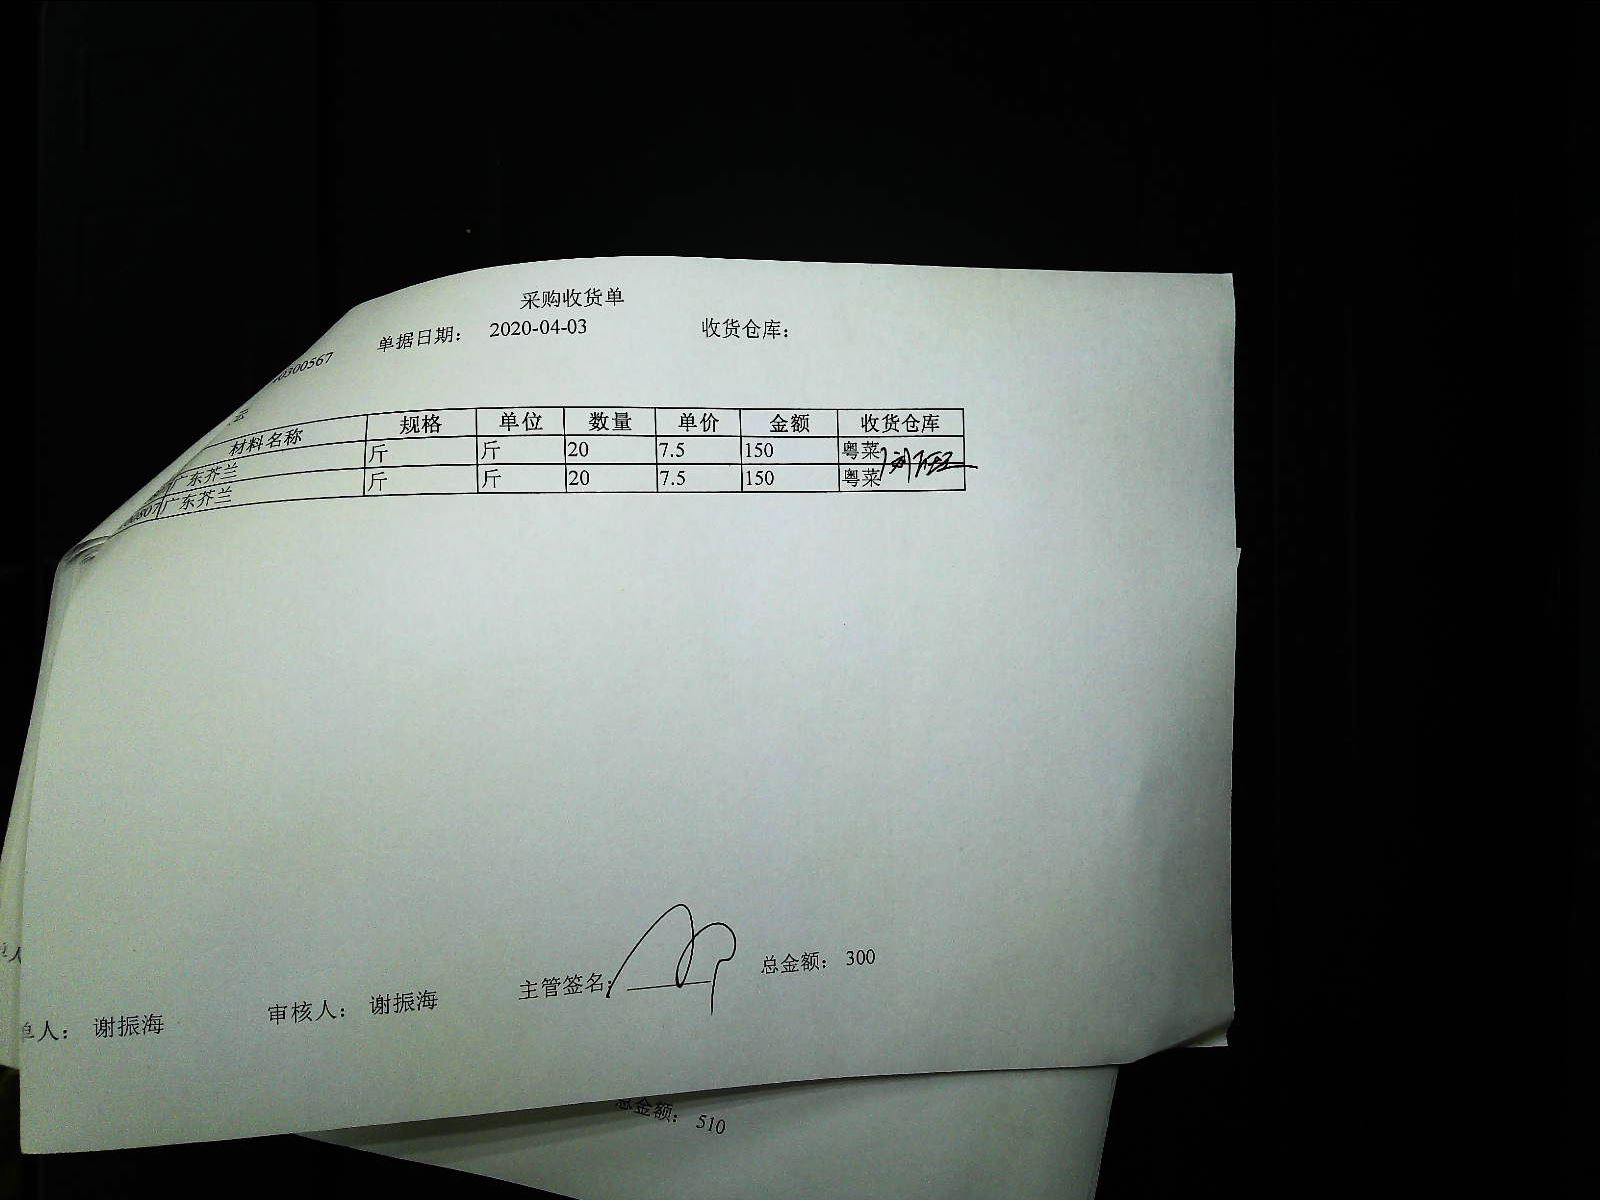 采购收货单
单据日期： 2020-04-03 收货仓库：
0300567
云
材料名称 规格 单位 数量 单价 金额 收货仓库
广东芥兰 斤 斤 20 7.5 150 粤菜
广东芥兰 斤 斤 20 7.5 150 粤菜
主管签名： 总金额： 300
单人： 谢振海 审核人： 谢振海
总金额： 510